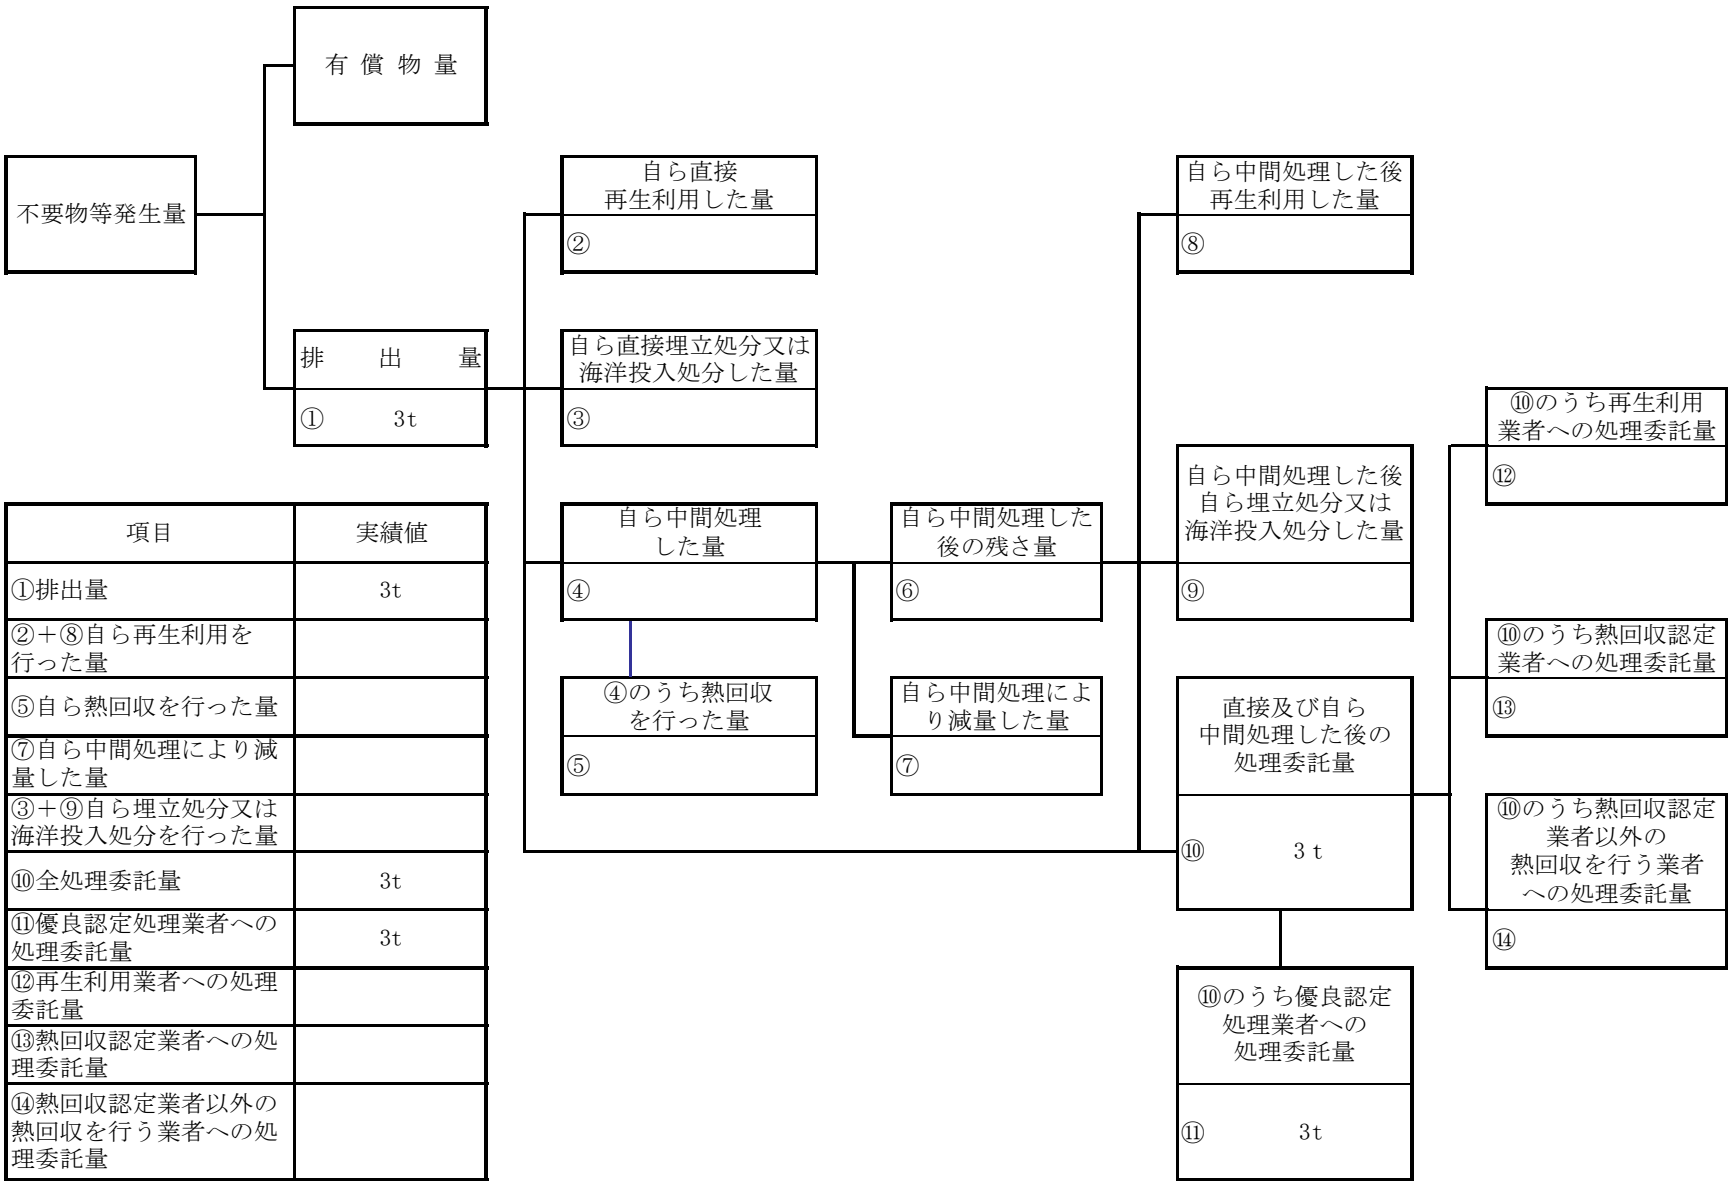 有償物量
不要物等発生量
自ら直接
再生利用した量
②
自ら中間処理した後
再生利用した量
⑧
排出量
① 3t
自ら直接埋立処分又は
海洋投入処分した量
③
⑩のうち再生利用
業者への処理委託量
⑫
自ら中間処理した後
自ら埋立処分又は
海洋投入処分した量
⑨
自ら中間処理
した量
④
自ら中間処理した
後の残さ量
⑥
⑩のうち熱回収認定
業者への処理委託量
⑬
④のうち熱回収
を行った量
⑤
自ら中間処理によ
り減量した量
⑦
直接及び自ら
中間処理した後の
処理委託量
⑩ 3t
⑩のうち熱回収認定
業者以外の
熱回収を行う業者
への処理委託量
⑭
⑩のうち優良認定
処理業者への
処理委託量
⑪ 3t
項目 実績値
①排出量 3t
②+⑧自ら再生利用を
行った量
⑤自ら熱回収を行った量
⑦自ら中間処理により減
量した量
③+⑨自ら埋立処分又は
海洋投入処分を行った量
⑩全処理委託量 3t
⑪優良認定処理業者への
処理委託量 3t
⑫再生利用業者への処理
委託量
⑬熱回収認定業者への処
理委託量
⑭熱回収認定業者以外の
熱回収を行う業者への処
理委託量